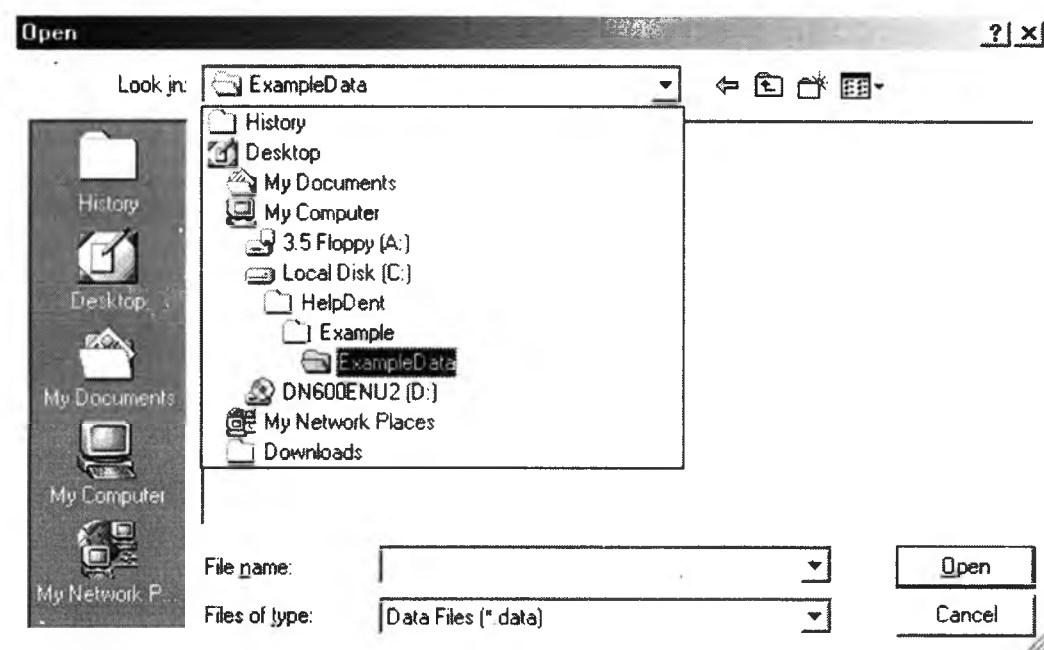 Open
? ×
Look in: ExampleData
History
Desktop
My Documents
My Computer
3.5 Floppy (A:)
Local Disk (C:)
HelpDent
Example
ExampleData
DN600ENU2 (D:)
My Network Places
Downloads
History
Desktop
My Documents
My Computer
My Network P...
File name:
Open
Files of type: Data Files (*.data)
Cancel